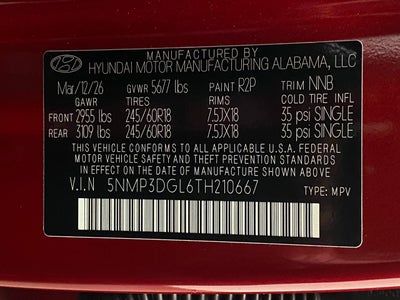 MANUFACTURED BY
HYUNDAI MOTOR MANUFACTURING ALABAMA, LLC
Mar/12/26 GVWR 5677 lbs PAINT R2P TRIM NNB
GAWR TIRES RIMS COLD TIRE INFL
FRONT 2955 lbs 245/60R18 7.5JX18 35 psi SINGLE
REAR 3109 lbs 245/60R18 7.5JX18 35 psi SINGLE
THIS VEHICLE CONFORMS TO ALL APPLICABLE U.S.A. FEDERAL
MOTOR VEHICLE SAFETY AND THEFT PREVENTION STANDARDS
IN EFFECT ON THE DATE OF MANUFACTURE SHOWN ABOVE.
V.I.N 5NMP3DGL6TH210667 TYPE: MPV